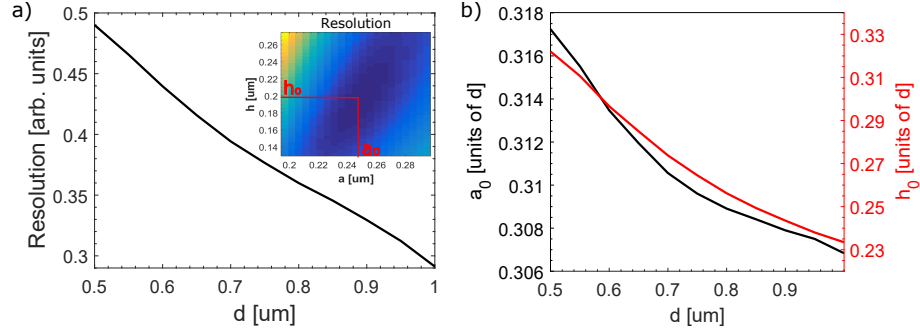 a)
Resolution [arb. units]
0.5
0.45
0.4
0.35
0.3
0.5 0.6 0.7 0.8 0.9 1
d [um]
Resolution
h [um]
0.26
0.24
0.22
0.2
0.18
0.16
0.14
h₀
a₀
0.2 0.22 0.24 0.26 0.28
a [um]
b)
a₀ [units of d]
0.318
0.314
0.312
0.31
0.308
0.306
0.5 0.6 0.7 0.8 0.9
d [um]
0.33
0.31
0.29
0.27
0.25
0.23
h₀ [units of d]